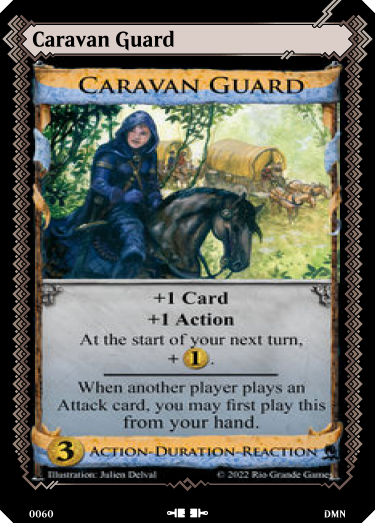 Caravan Guard
CARAVAN GUARD
+1 Card
+1 Action
At the start of your next turn,
+ 1.
When another player plays an
Attack card, you may first play this
from your hand.
3 ACTION-DURATION-REACTION
Illustration: Julien Delval © 2022 Rio Grande Games
0060 DMN